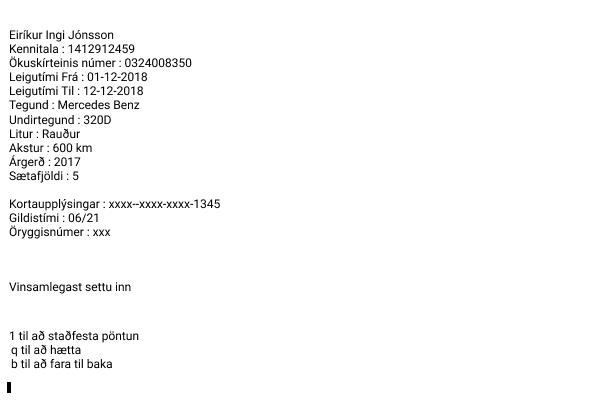 Eiríkur Ingi Jónsson
Kennitala : 1412912459
Ökuskírteinis númer : 0324008350
Leigutími Frá : 01-12-2018
Leigutími Til : 12-12-2018
Tegund : Mercedes Benz
Undirtegund : 320D
Litur : Rauður
Akstur : 600 km
Árgerð : 2017
Sætafjöldi : 5
Kortaupplýsingar : xxxx--xxxx-xxxx-1345
Gildistími : 06/21
Öryggisnúmer : xxx
Vinsamlegast settu inn
1 til að staðfesta pöntun
q til að hætta
b til að fara til baka